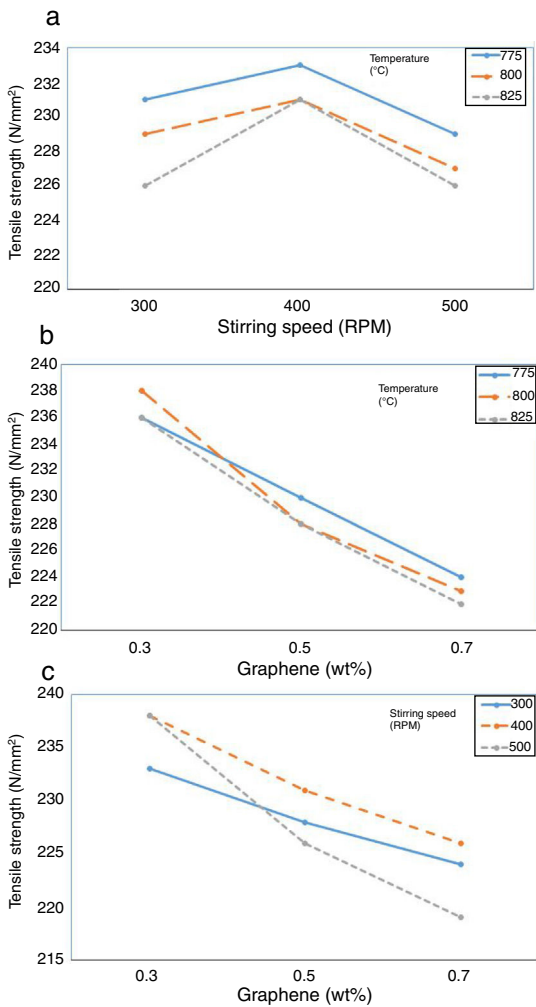 a
Tensile strength (N/mm²)
234
232
230
228
226
224
222
220
Temperature
(°C)
775
800
825
300
400
500
Stirring speed (RPM)
b
Tensile strength (N/mm²)
240
238
236
234
232
230
228
226
224
222
220
Temperature
(°C)
775
800
825
0.3
0.5
0.7
Graphene (wt%)
c
Tensile strength (N/mm²)
240
235
230
225
220
215
Stirring speed
(RPM)
300
400
500
0.3
0.5
0.7
Graphene (wt%)